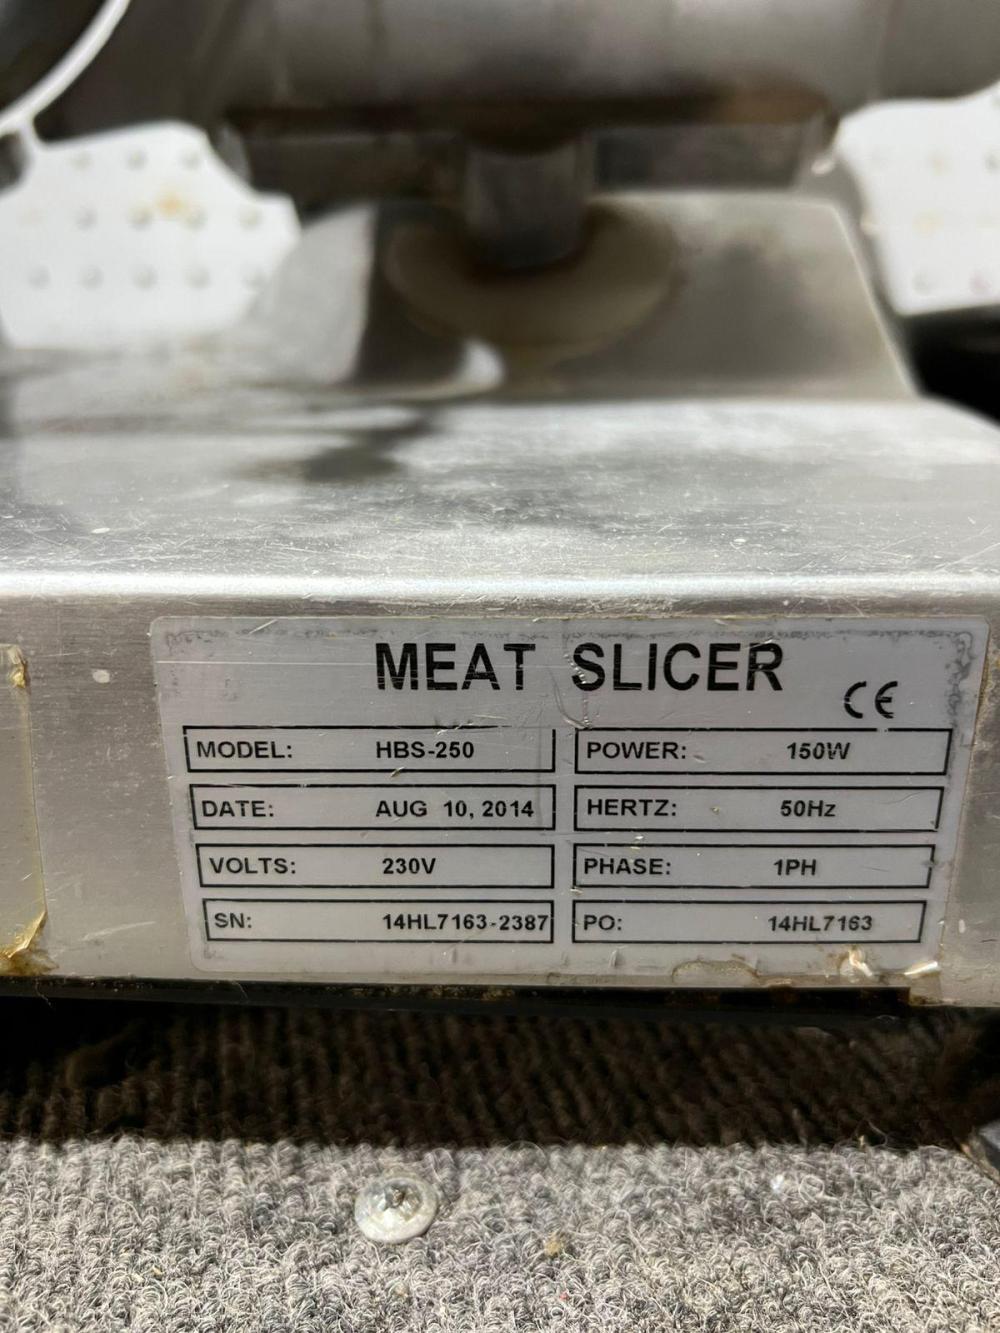 MEAT SLICER
CE
MODEL: HBS-250 POWER: 150W
DATE: AUG 10, 2014 HERTZ: 50Hz
VOLTS: 230V PHASE: 1PH
SN: 14HL7163-2387 PO: 14HL7163